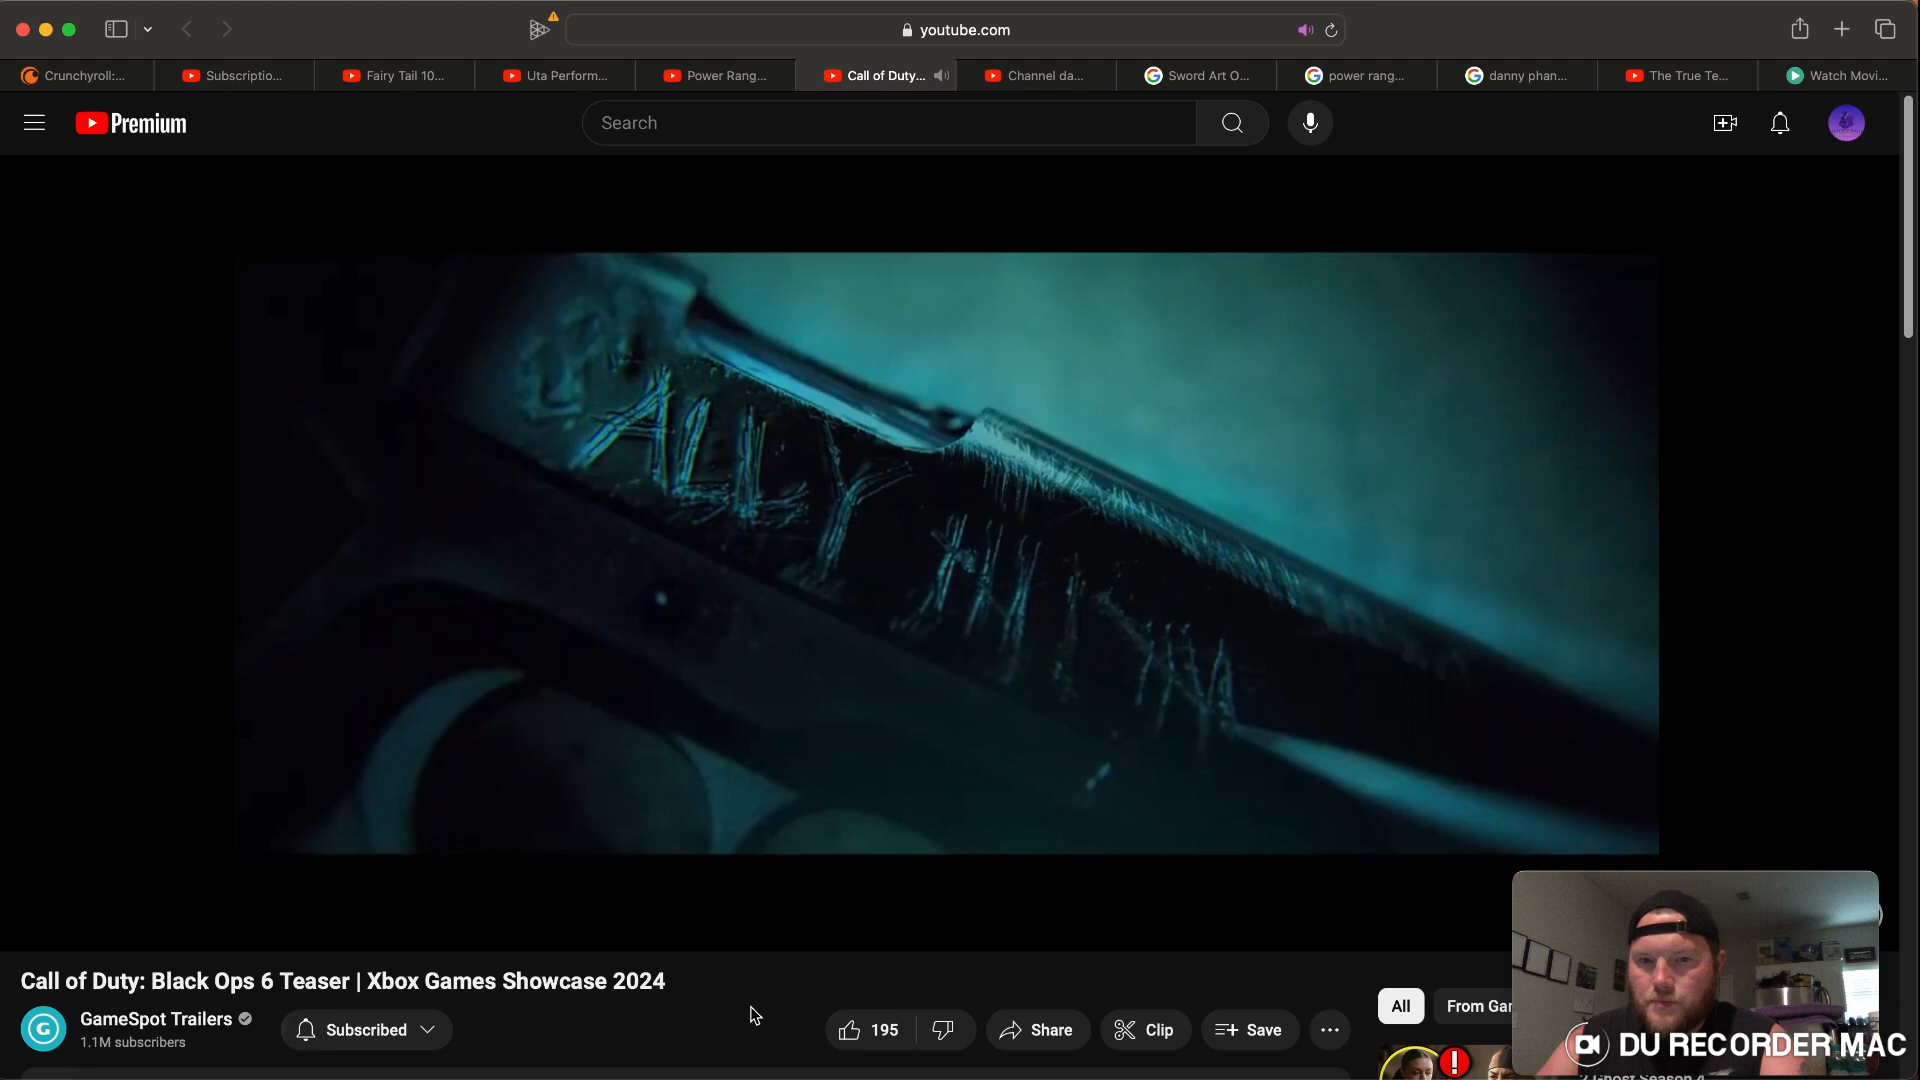 youtube.com
Crunchyroll:...
Subscriptio...
Fairy Tail 10...
Uta Perform...
Power Rang...
Call of Duty...
Channel da...
Sword Art O...
power rang...
danny phan...
The True Te...
Watch Movi...
Premium
Search
ALLY
Call of Duty: Black Ops 6 Teaser | Xbox Games Showcase 2024
GameSpot Trailers
1.1M subscribers
Subscribed
195
Share
Clip
Save
All
From Gar
DU RECORDER MAC